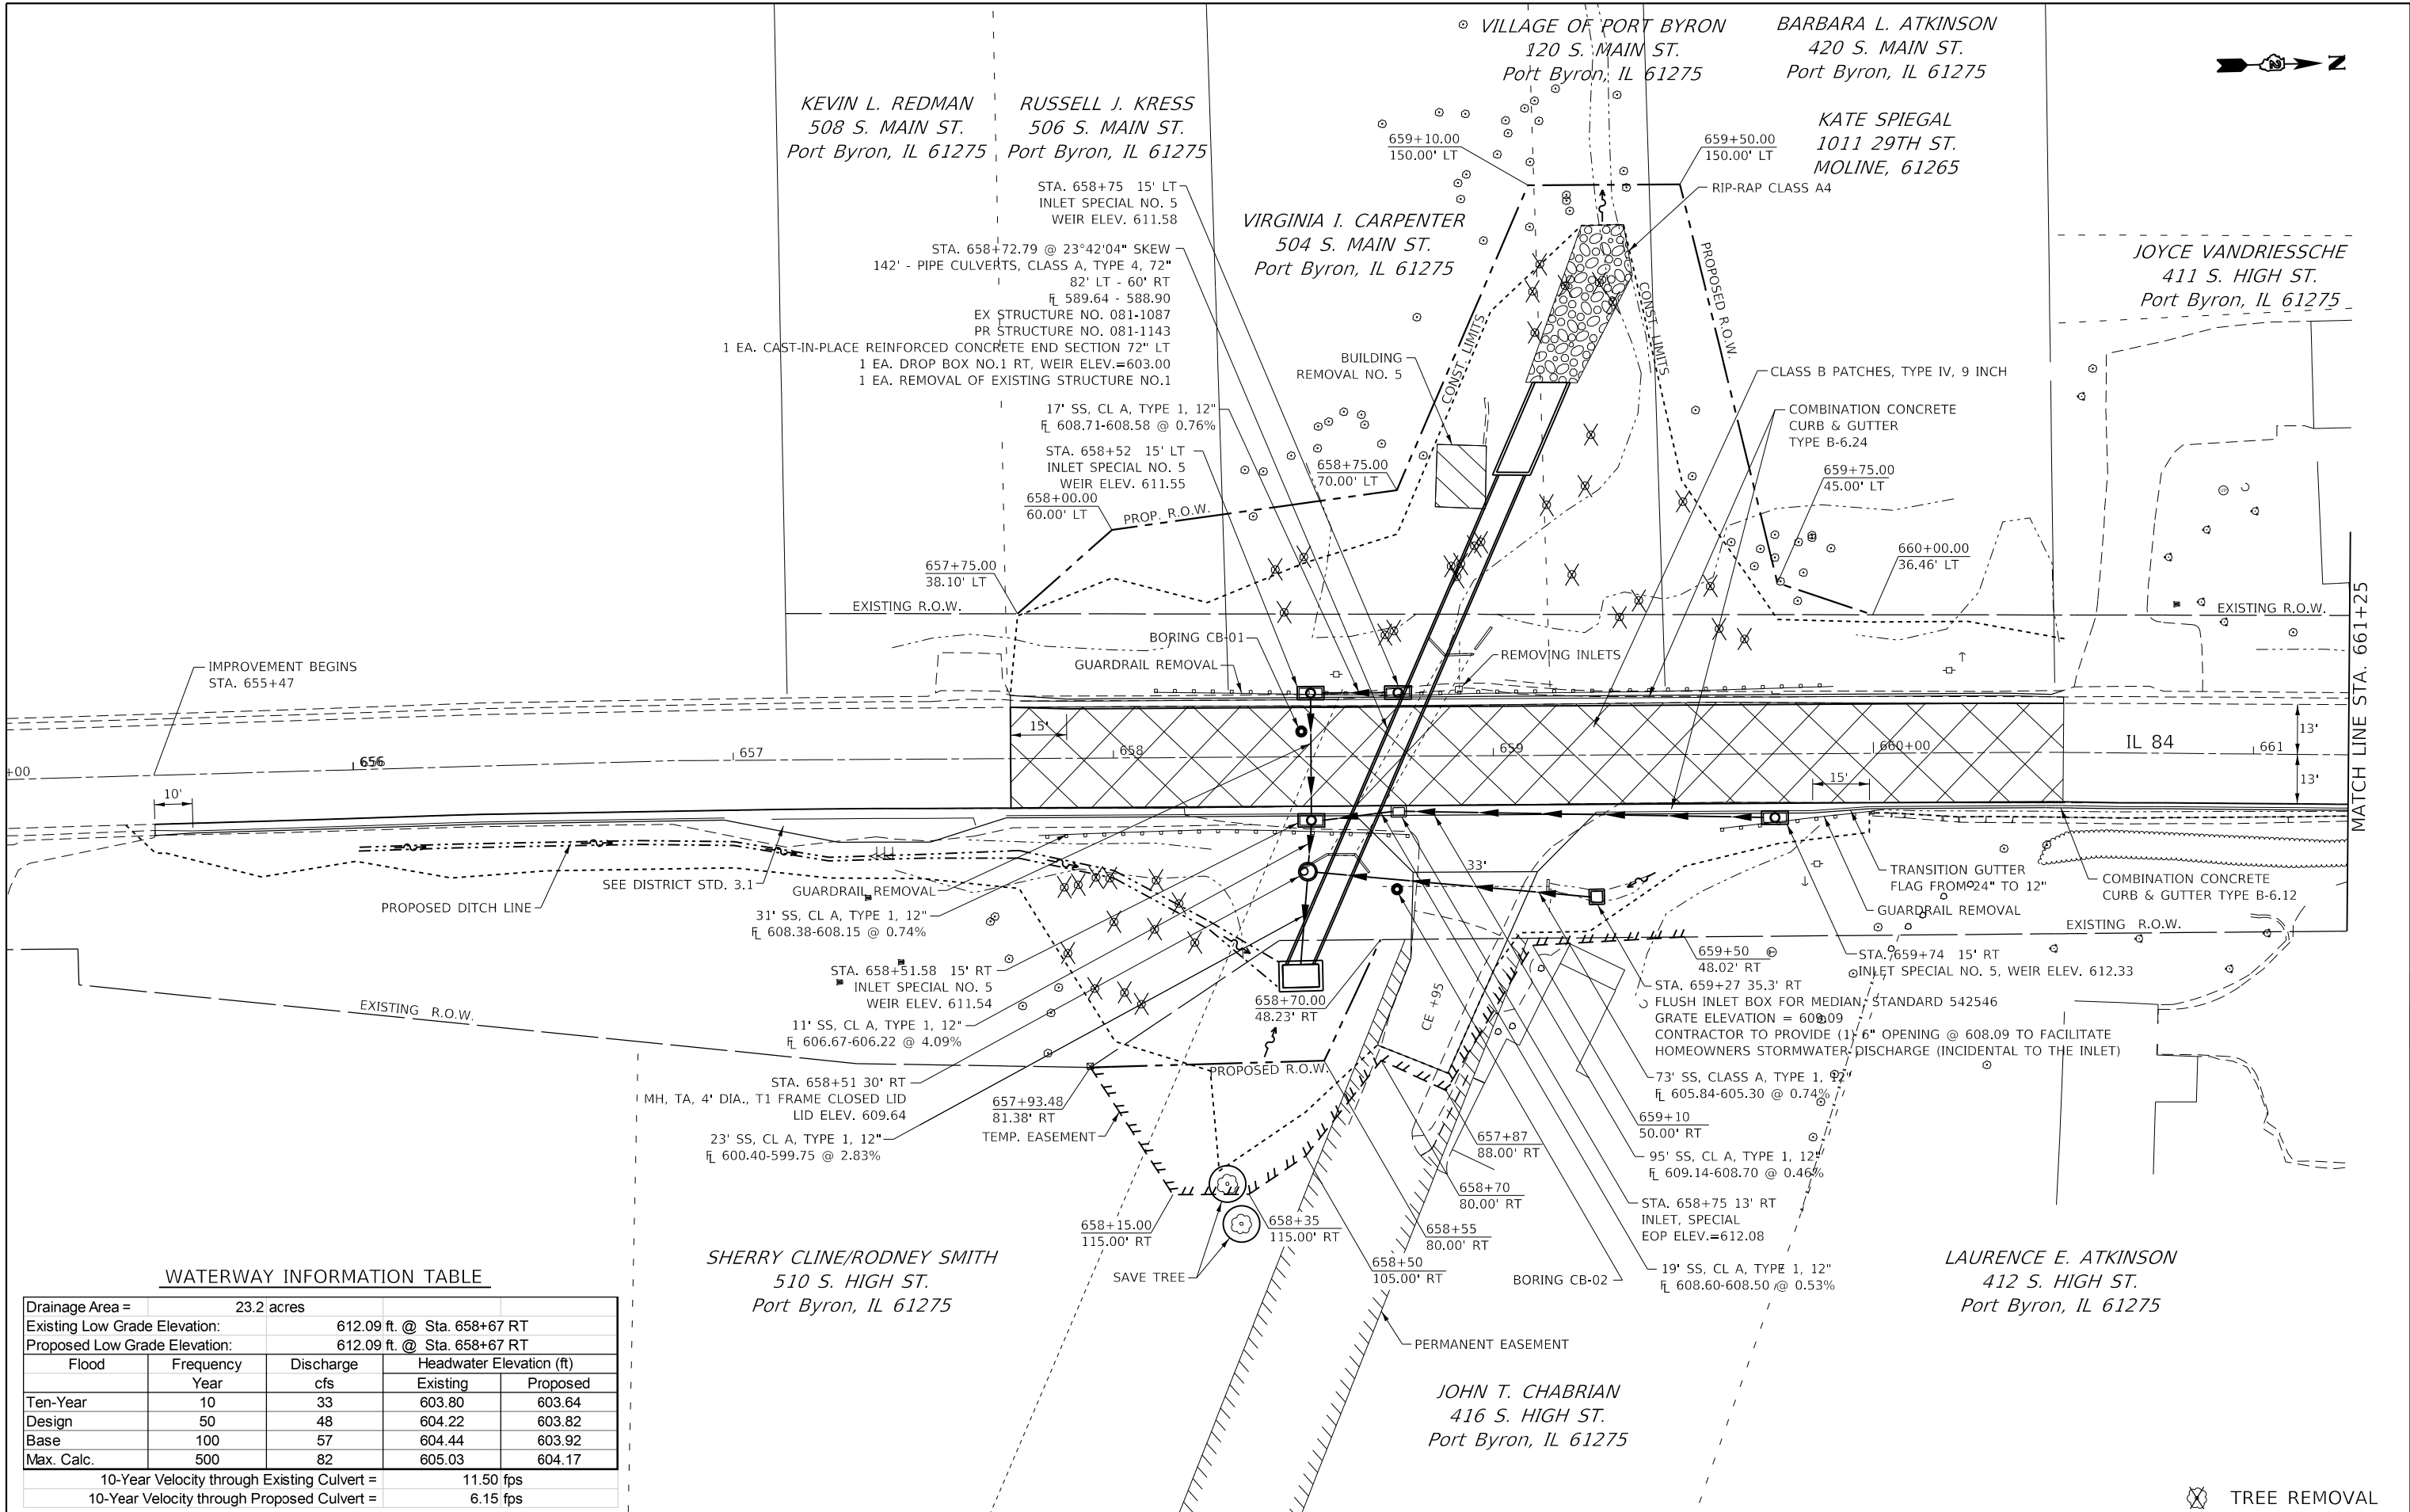 VILLAGE OF PORT BYRON
120 S. MAIN ST.
Port Byron, IL 61275
BARBARA L. ATKINSON
420 S. MAIN ST.
Port Byron, IL 61275
N
KEVIN L. REDMAN
508 S. MAIN ST.
Port Byron, IL 61275
RUSSELL J. KRESS
506 S. MAIN ST.
Port Byron, IL 61275
KATE SPIEGAL
1011 29TH ST.
MOLINE, 61265
659+10.00
150.00' LT
659+50.00
150.00' LT
RIP-RAP CLASS A4
STA. 658+75 15' LT
INLET SPECIAL NO. 5
WEIR ELEV. 611.58
VIRGINIA I. CARPENTER
504 S. MAIN ST.
Port Byron, IL 61275
JOYCE VANDRIESSCHE
411 S. HIGH ST.
Port Byron, IL 61275
STA. 658+72.79 @ 23°42'04" SKEW
142' - PIPE CULVERTS, CLASS A, TYPE 4, 72"
82' LT - 60' RT
FL 589.64 - 588.90
EX STRUCTURE NO. 081-1087
PR STRUCTURE NO. 081-1143
1 EA. CAST-IN-PLACE REINFORCED CONCRETE END SECTION 72" LT
1 EA. DROP BOX NO.1 RT, WEIR ELEV.=603.00
1 EA. REMOVAL OF EXISTING STRUCTURE NO.1
PROPOSED R.O.W.
CONST. LIMITS
CONST. LIMITS
BUILDING
REMOVAL NO. 5
CLASS B PATCHES, TYPE IV, 9 INCH
17' SS, CL A, TYPE 1, 12"
FL 608.71-608.58 @ 0.76%
COMBINATION CONCRETE
CURB & GUTTER
TYPE B-6.24
STA. 658+52 15' LT
INLET SPECIAL NO. 5
WEIR ELEV. 611.55
658+75.00
70.00' LT
659+75.00
45.00' LT
658+00.00
60.00' LT
PROP. R.O.W.
657+75.00
38.10' LT
660+00.00
36.46' LT
EXISTING R.O.W.
EXISTING R.O.W.
MATCH LINE STA. 661+25
BORING CB-01
GUARDRAIL REMOVAL
REMOVING INLETS
IMPROVEMENT BEGINS
STA. 655+47
15'
13'
+00
656
657
658
659
660+00
IL 84
661
13'
10'
15'
SEE DISTRICT STD. 3.1
GUARDRAIL REMOVAL
33'
TRANSITION GUTTER
FLAG FROM 24" TO 12"
COMBINATION CONCRETE
CURB & GUTTER TYPE B-6.12
PROPOSED DITCH LINE
31' SS, CL A, TYPE 1, 12"
FL 608.38-608.15 @ 0.74%
GUARDRAIL REMOVAL
EXISTING R.O.W.
STA. 658+51.58 15' RT
INLET SPECIAL NO. 5
WEIR ELEV. 611.54
659+50
48.02' RT
STA. 659+74 15' RT
INLET SPECIAL NO. 5, WEIR ELEV. 612.33
EXISTING R.O.W.
658+70.00
48.23' RT
CE +95
STA. 659+27 35.3' RT
FLUSH INLET BOX FOR MEDIAN, STANDARD 542546
GRATE ELEVATION = 609.09
CONTRACTOR TO PROVIDE (1) 6" OPENING @ 608.09 TO FACILITATE
HOMEOWNERS STORMWATER DISCHARGE (INCIDENTAL TO THE INLET)
11' SS, CL A, TYPE 1, 12"
FL 606.67-606.22 @ 4.09%
PROPOSED R.O.W.
STA. 658+51 30' RT
MH, TA, 4' DIA., T1 FRAME CLOSED LID
LID ELEV. 609.64
657+93.48
81.38' RT
73' SS, CLASS A, TYPE 1, 12"
FL 605.84-605.30 @ 0.74%
23' SS, CL A, TYPE 1, 12"
FL 600.40-599.75 @ 2.83%
TEMP. EASEMENT
657+87
88.00' RT
659+10
50.00' RT
95' SS, CL A, TYPE 1, 12"
FL 609.14-608.70 @ 0.46%
658+70
80.00' RT
658+15.00
115.00' RT
658+35
115.00' RT
658+55
80.00' RT
STA. 658+75 13' RT
INLET, SPECIAL
EOP ELEV.=612.08
658+50
105.00' RT
SAVE TREE
BORING CB-02
19' SS, CL A, TYPE 1, 12"
FL 608.60-608.50 @ 0.53%
SHERRY CLINE/RODNEY SMITH
510 S. HIGH ST.
Port Byron, IL 61275
LAURENCE E. ATKINSON
412 S. HIGH ST.
Port Byron, IL 61275
PERMANENT EASEMENT
JOHN T. CHABRIAN
416 S. HIGH ST.
Port Byron, IL 61275
WATERWAY INFORMATION TABLE
Drainage Area = 23.2 acres
Existing Low Grade Elevation: 612.09 ft. @ Sta. 658+67 RT
Proposed Low Grade Elevation: 612.09 ft. @ Sta. 658+67 RT
Flood Frequency Discharge Headwater Elevation (ft)
Year cfs Existing Proposed
Ten-Year 10 33 603.80 603.64
Design 50 48 604.22 603.82
Base 100 57 604.44 603.92
Max. Calc. 500 82 605.03 604.17
10-Year Velocity through Existing Culvert = 11.50 fps
10-Year Velocity through Proposed Culvert = 6.15 fps
TREE REMOVAL